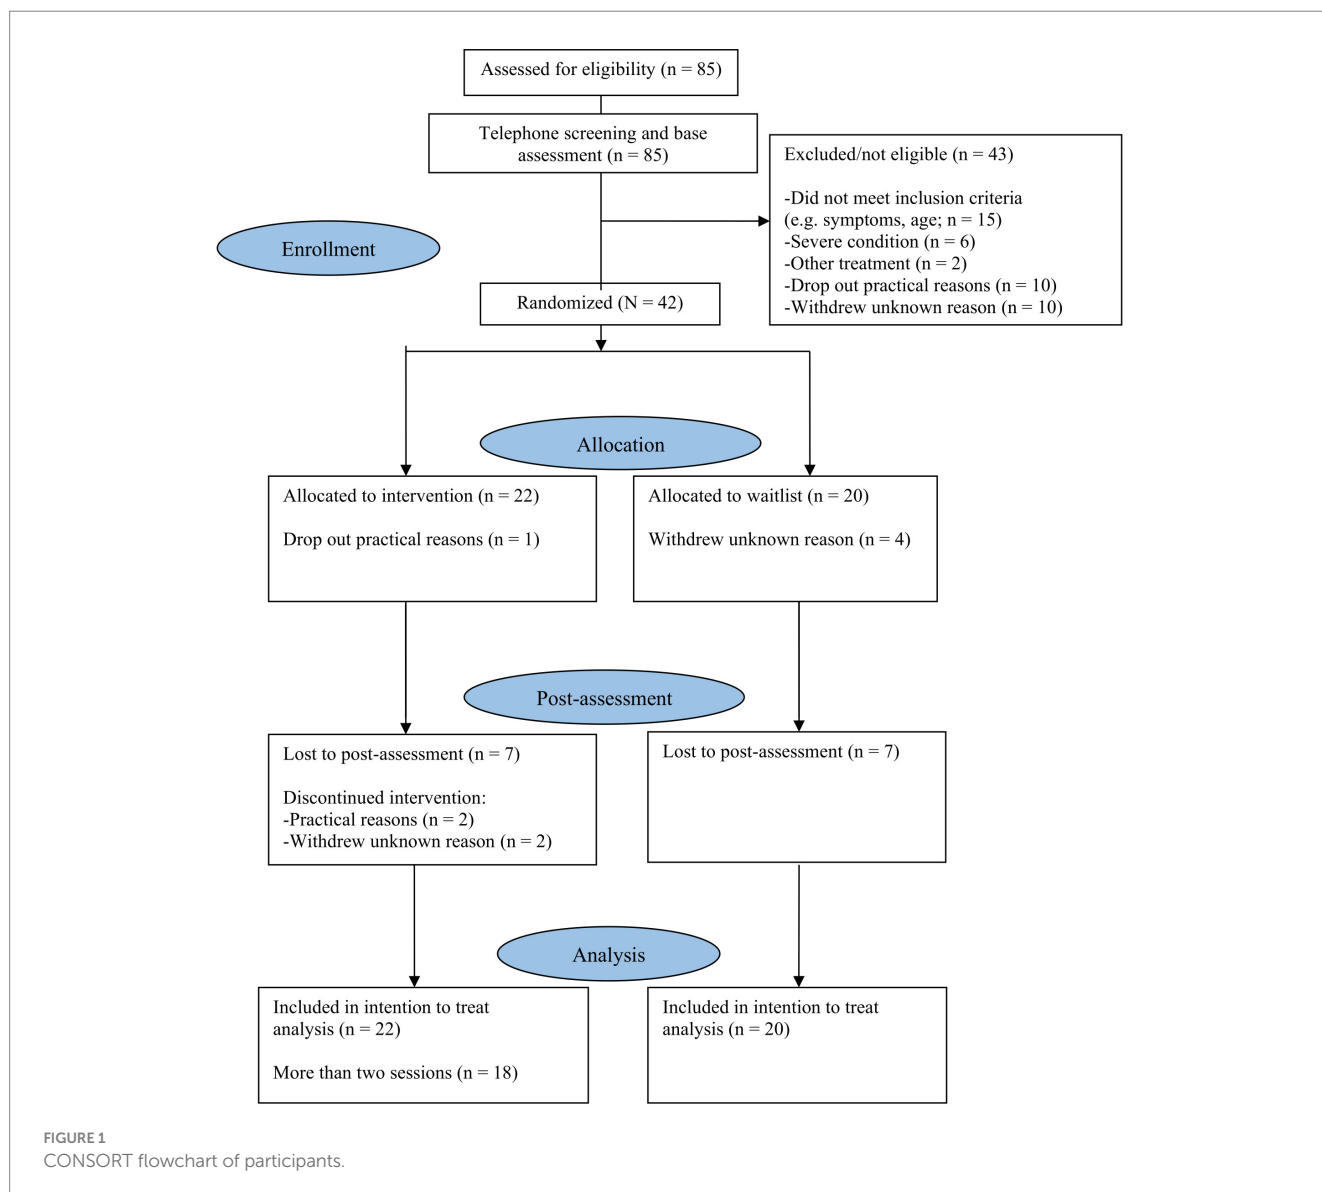 Assessed for eligibility (n = 85)
Telephone screening and base
assessment (n = 85)
Excluded/not eligible (n = 43)
-Did not meet inclusion criteria
(e.g. symptoms, age; n = 15)
-Severe condition (n = 6)
-Other treatment (n = 2)
-Drop out practical reasons (n = 10)
-Withdrew unknown reason (n = 10)
Enrollment
Randomized (N = 42)
Allocation
Allocated to intervention (n = 22)
Drop out practical reasons (n = 1)
Allocated to waitlist (n = 20)
Withdrew unknown reason (n = 4)
Post-assessment
Lost to post-assessment (n = 7)
Discontinued intervention:
-Practical reasons (n = 2)
-Withdrew unknown reason (n = 2)
Lost to post-assessment (n = 7)
Analysis
Included in intention to treat
analysis (n = 22)
More than two sessions (n = 18)
Included in intention to treat
analysis (n = 20)
FIGURE 1
CONSORT flowchart of participants.